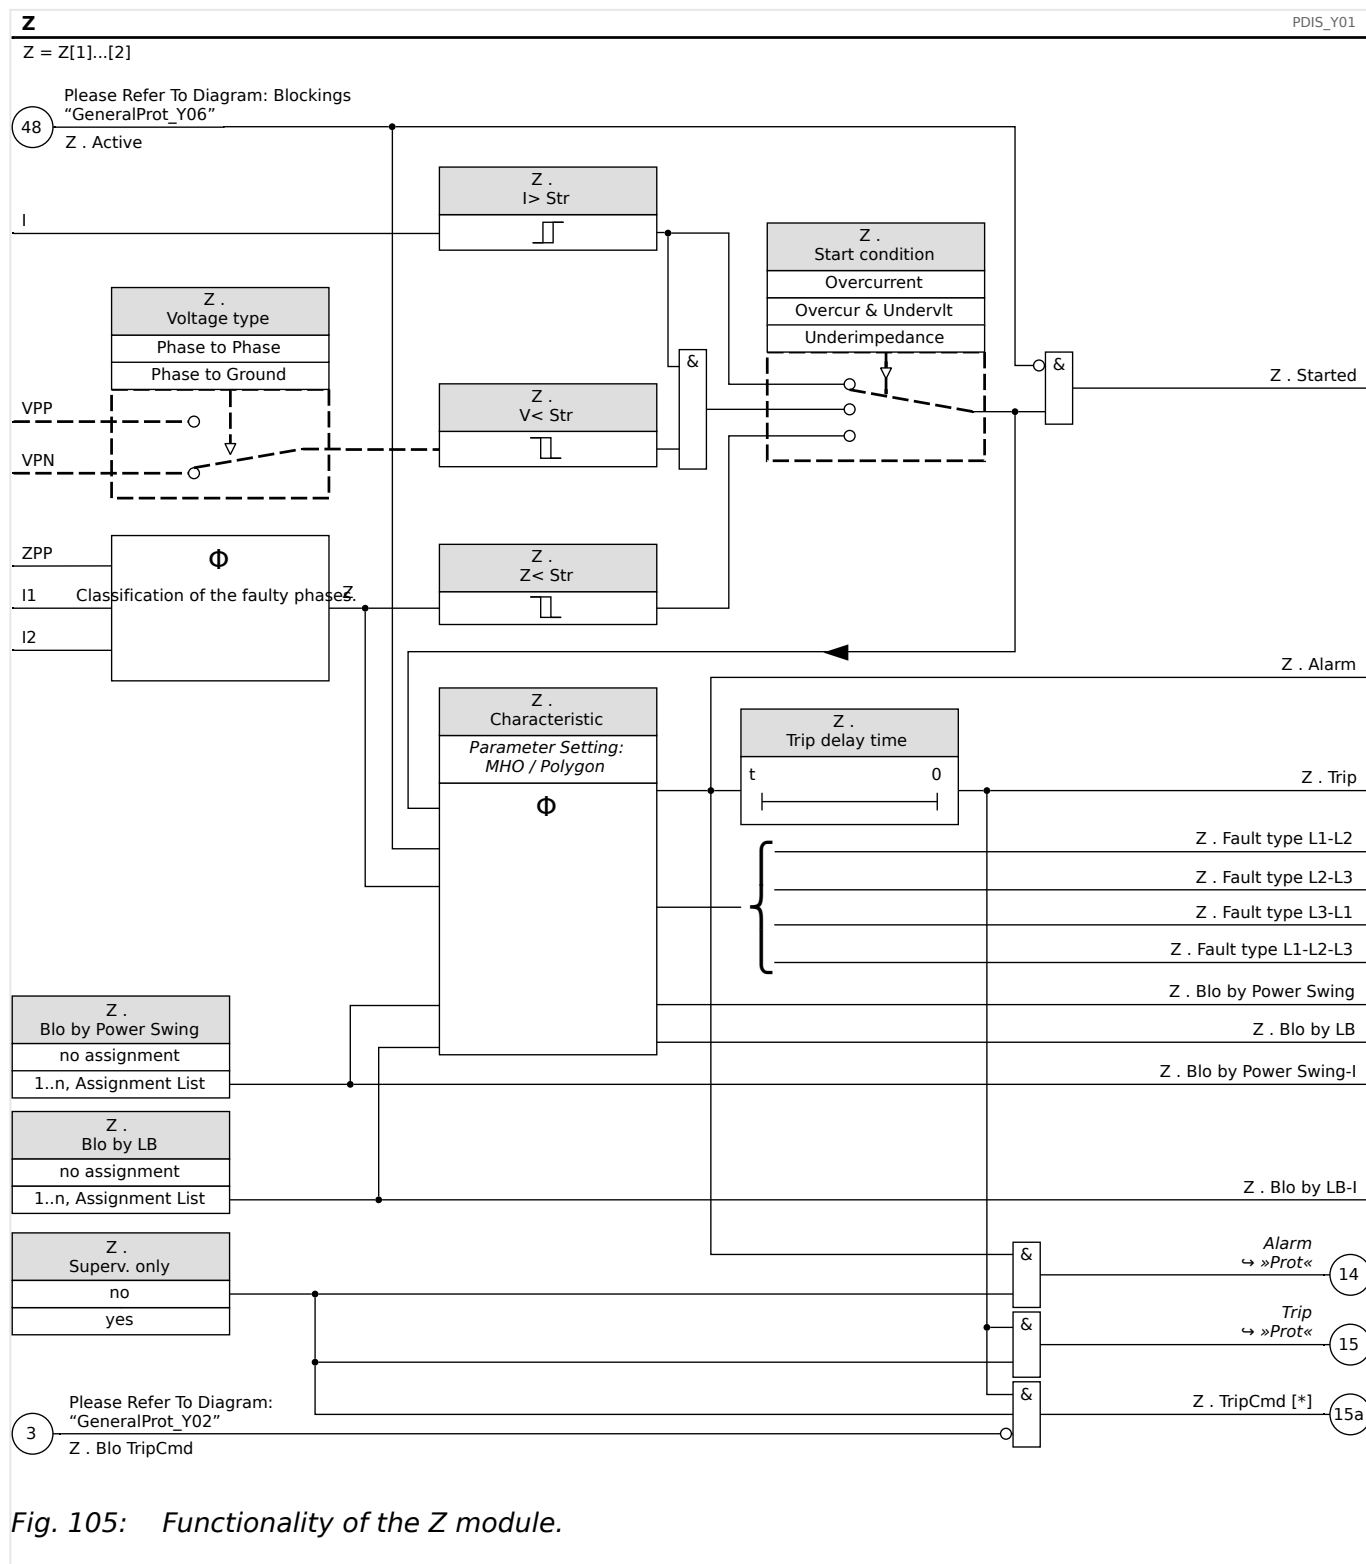 Z
PDIS_Y01
Z = Z[1]...[2]
Please Refer To Diagram: Blockings
“GeneralProt_Y06”
48
Z . Active
Z .
I> Str
I
Z .
Start condition
Overcurrent
Overcur & Undervlt
Underimpedance
Z .
Voltage type
Phase to Phase
Phase to Ground
&
&
Z . Started
Z .
V< Str
VPP
VPN
ZPP
Φ
I1
Classification of the faulty phases.
Z
I2
Z .
Z< Str
Z . Alarm
Z .
Characteristic
Parameter Setting:
MHO / Polygon
Φ
Z .
Trip delay time
t
0
Z . Trip
Z . Fault type L1-L2
Z . Fault type L2-L3
Z . Fault type L3-L1
Z . Fault type L1-L2-L3
Z . Blo by Power Swing
Z . Blo by LB
Z . Blo by Power Swing-I
Z .
Blo by Power Swing
no assignment
1..n, Assignment List
Z .
Blo by LB
no assignment
1..n, Assignment List
Z . Blo by LB-I
Z .
Superv. only
no
yes
&
Alarm
↪ »Prot«
14
&
Trip
↪ »Prot«
15
&
Z . TripCmd [*]
15a
Please Refer To Diagram:
“GeneralProt_Y02”
3
Z . Blo TripCmd
Fig. 105: Functionality of the Z module.